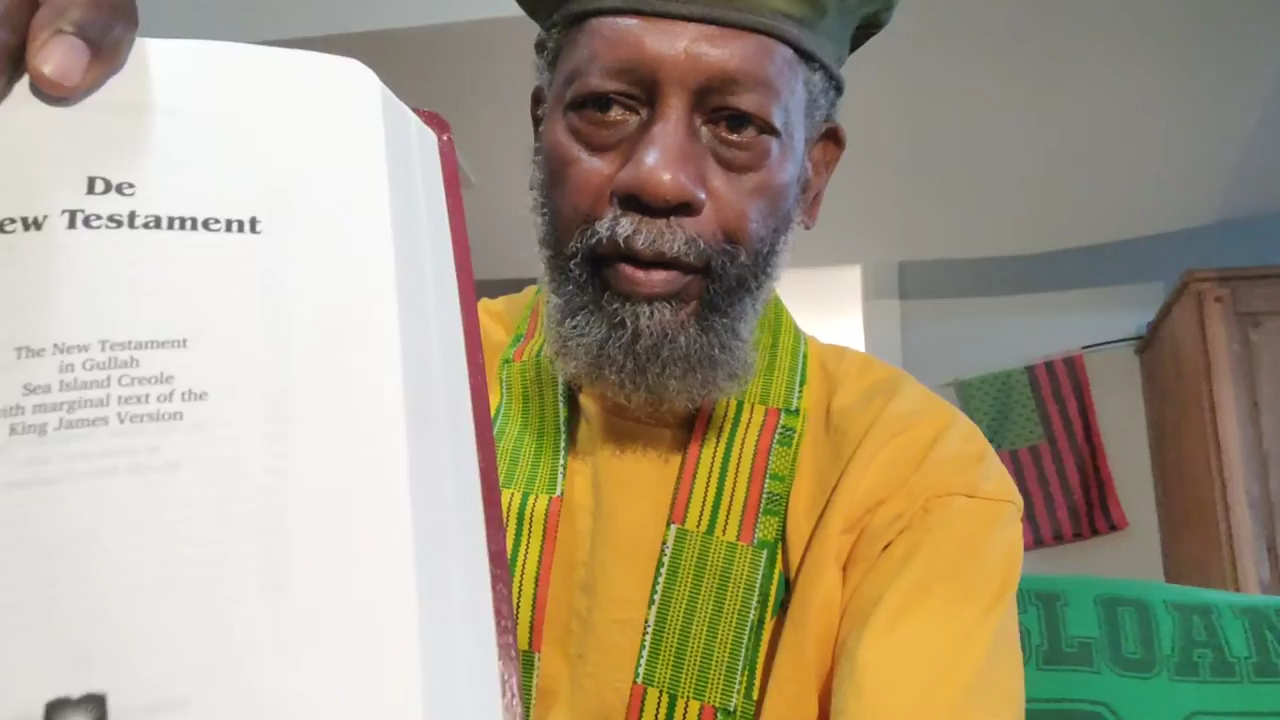 De
ew Testament
The New Testament
in Gullah
Sea Island Creole
ith marginal text of the
King James Version
SLOAN